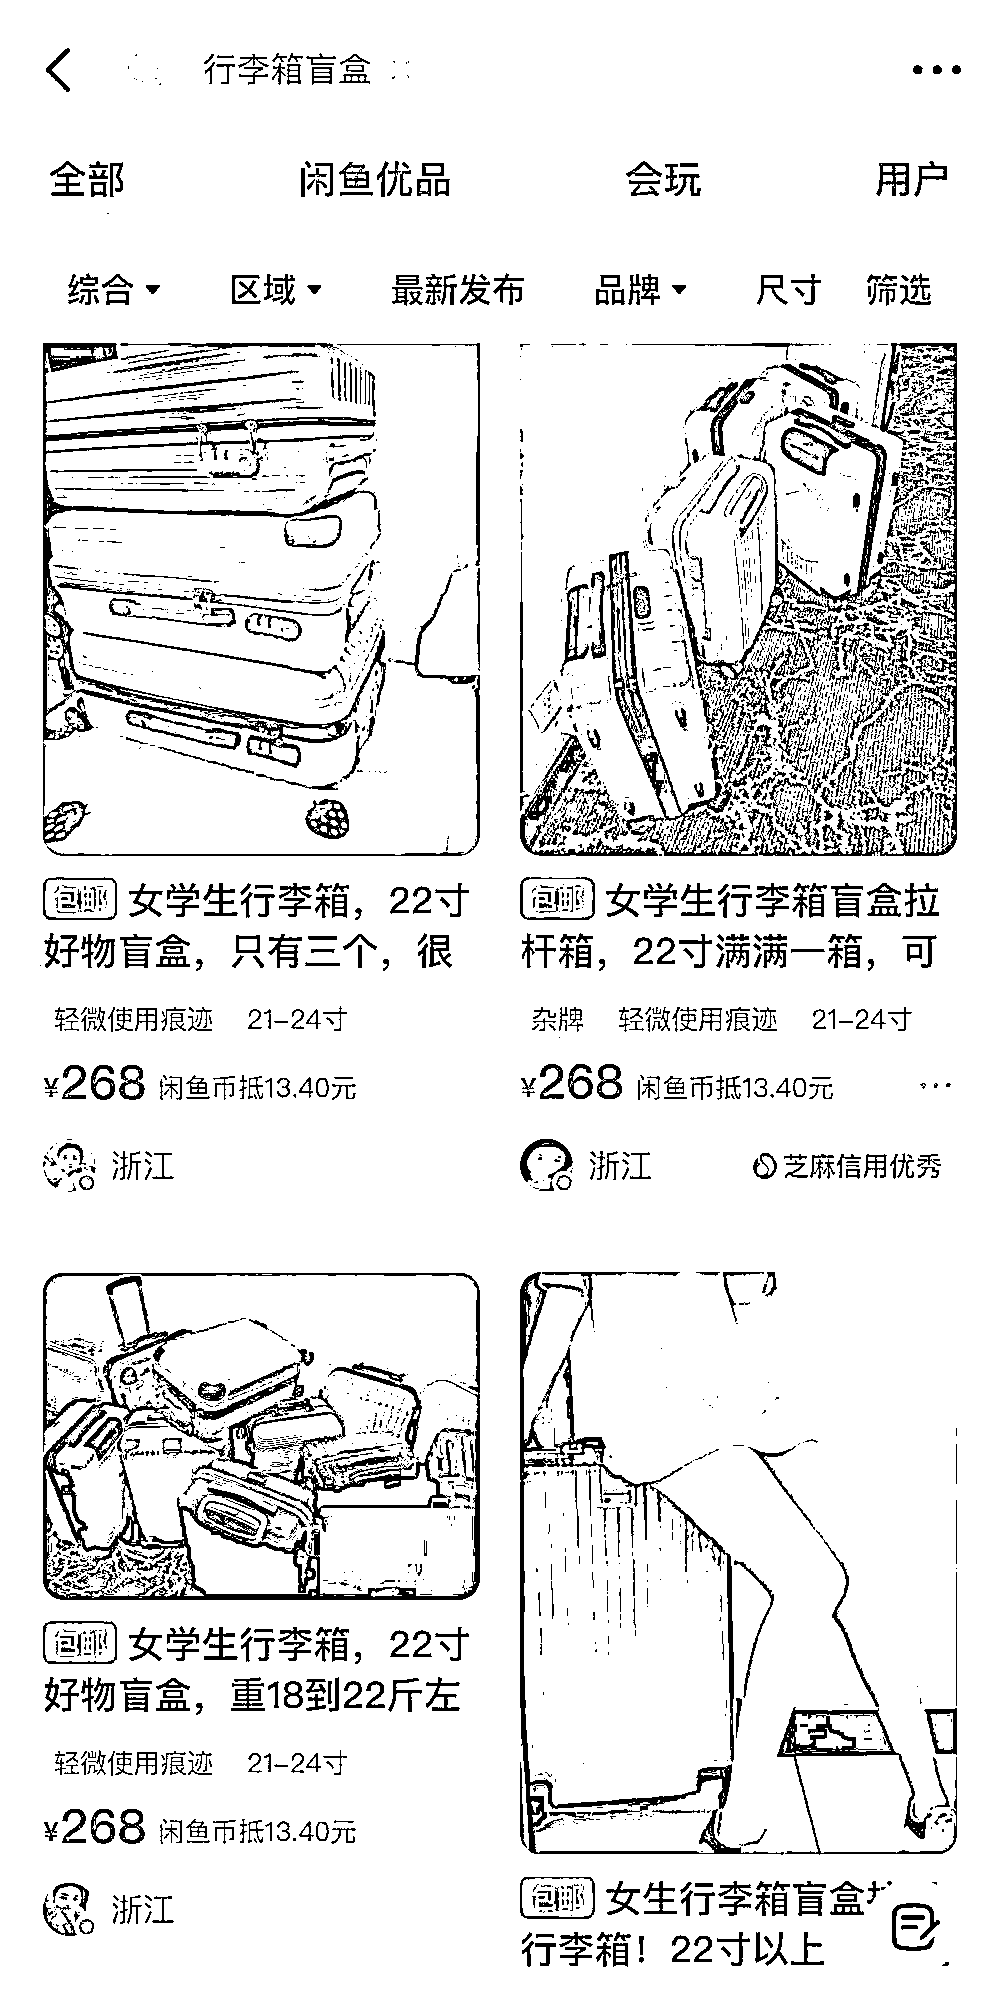 行李箱盲盒
全部 闲鱼优品 会玩 用户
综合 区域 最新发布 品牌 尺寸 筛选
包邮 女学生行李箱，22寸
好物盲盒，只有三个，很
轻微使用痕迹 21-24寸
¥268 闲鱼币抵13.40元
浙江
包邮 女学生行李箱盲盒拉
杆箱，22寸满满一箱，可
杂牌 轻微使用痕迹 21-24寸
¥268 闲鱼币抵13.40元 ...
浙江 芝麻信用优秀
包邮 女学生行李箱，22寸
好物盲盒，重18到22斤左
轻微使用痕迹 21-24寸
¥268 闲鱼币抵13.40元
浙江
包邮 女生行李箱盲盒
行李箱！22寸以上